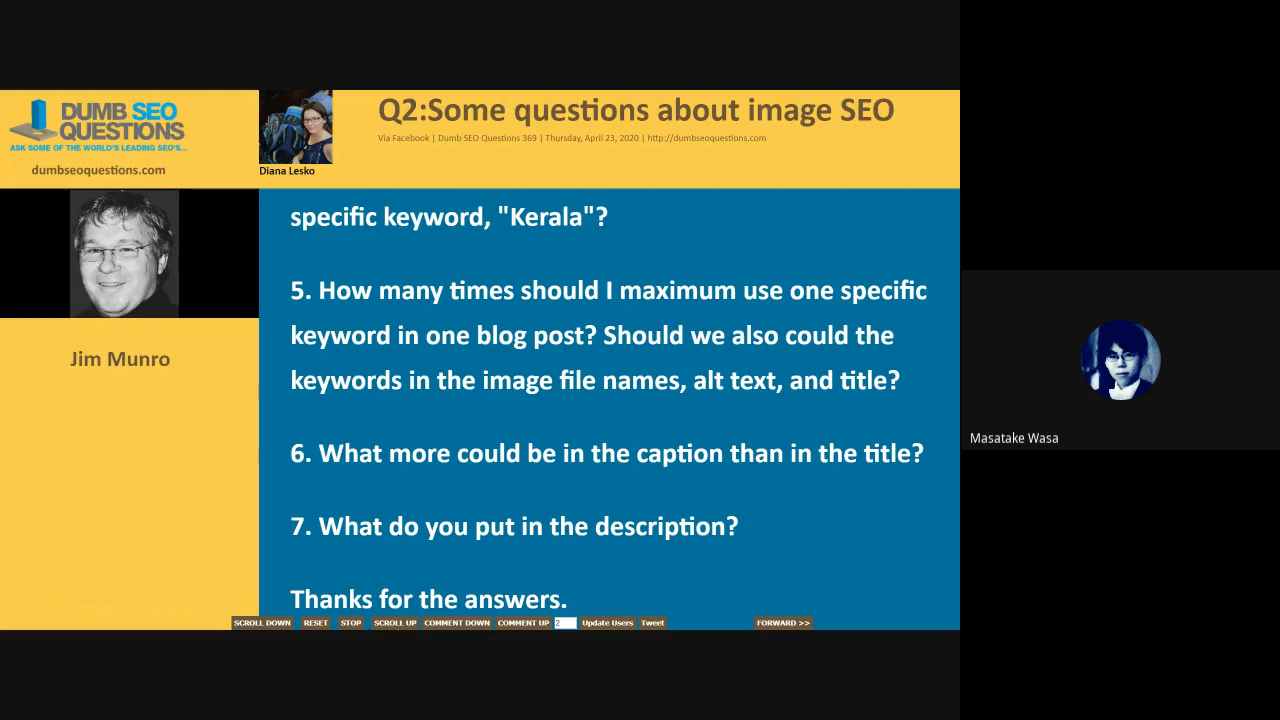 DUMB SEO
QUESTIONS
ASK SOME OF THE WORLD'S LEADING SEO'S...
dumbseoquestions.com
Diana Lesko
Q2:Some questions about image SEO
Via Facebook | Dumb SEO Questions 369 | Thursday, April 23, 2020 | http://dumbseoquestions.com
Jim Munro
specific keyword, "Kerala"?
5. How many times should I maximum use one specific
keyword in one blog post? Should we also could the
keywords in the image file names, alt text, and title?
6. What more could be in the caption than in the title?
7. What do you put in the description?
Thanks for the answers.
SCROLL DOWN RESET STOP SCROLL UP COMMENT DOWN COMMENT UP 2 Update Users Tweet FORWARD >>
Masatake Wasa